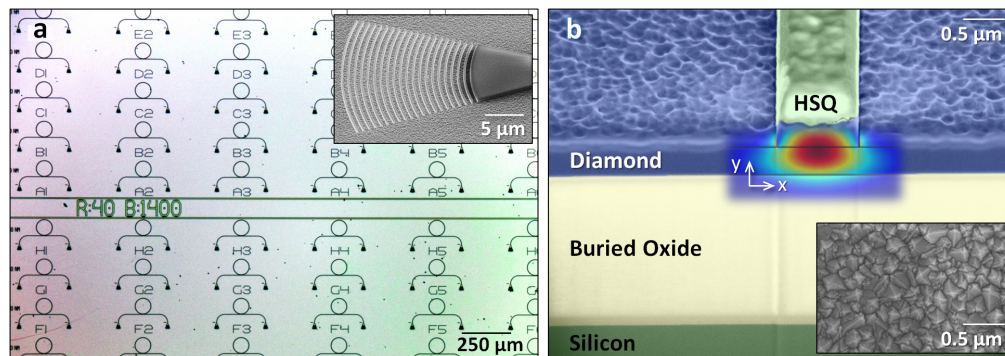 a
E2 E3
D1 D2 D3
C1 C2 C3
B1 B2 B3 B4 B5
A1 A2 A3 A4 A5
R:40 B:1400
H1 H2 H3 H4 H5
G1 G2 G3 G4 G5
F1 F2 F3 F4 F5
5 µm
250 µm
b
0.5 µm
HSQ
Diamond
y
x
Buried Oxide
Silicon
0.5 µm